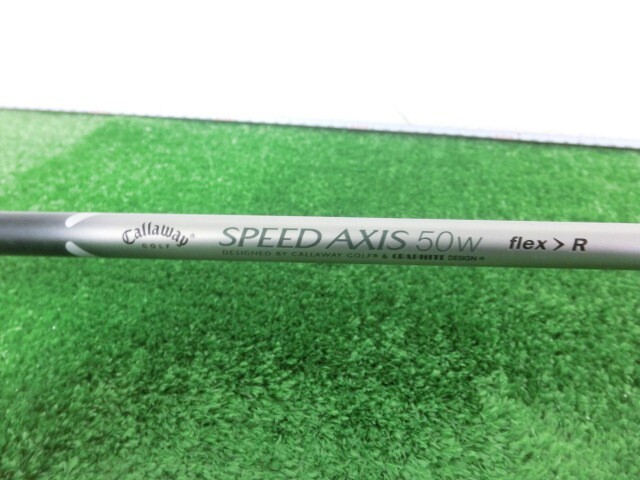 Callaway
GOLF
SPEED AXIS 50W
DESIGNED BY CALLAWAY GOLF® & GRAPHITE DESIGN®
flex > R